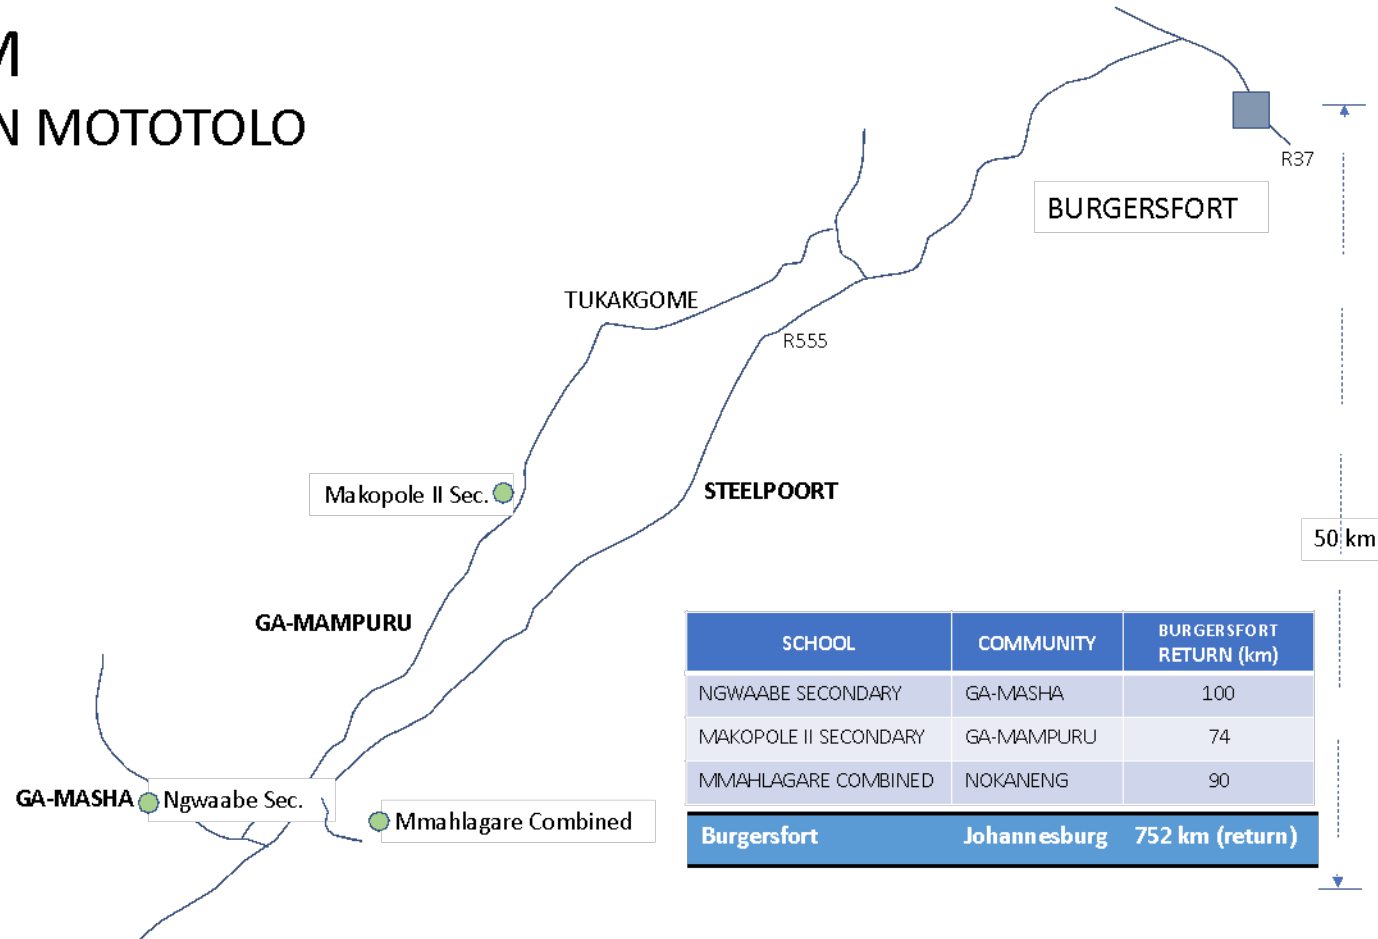 M
N MOTOTOLO
R37
BURGERSFORT
TUKAKGOME
R555
Makopole II Sec.
STEELPOORT
50 km
GA-MAMPURU
GA-MASHA
Ngwaabe Sec.
Mmahlagare Combined
SCHOOL COMMUNITY BURGERSFORT RETURN (km)
NGWAABE SECONDARY GA-MASHA 100
MAKOPOLE II SECONDARY GA-MAMPURU 74
MMAHLAGARE COMBINED NOKANENG 90
Burgersfort Johannesburg 752 km (return)